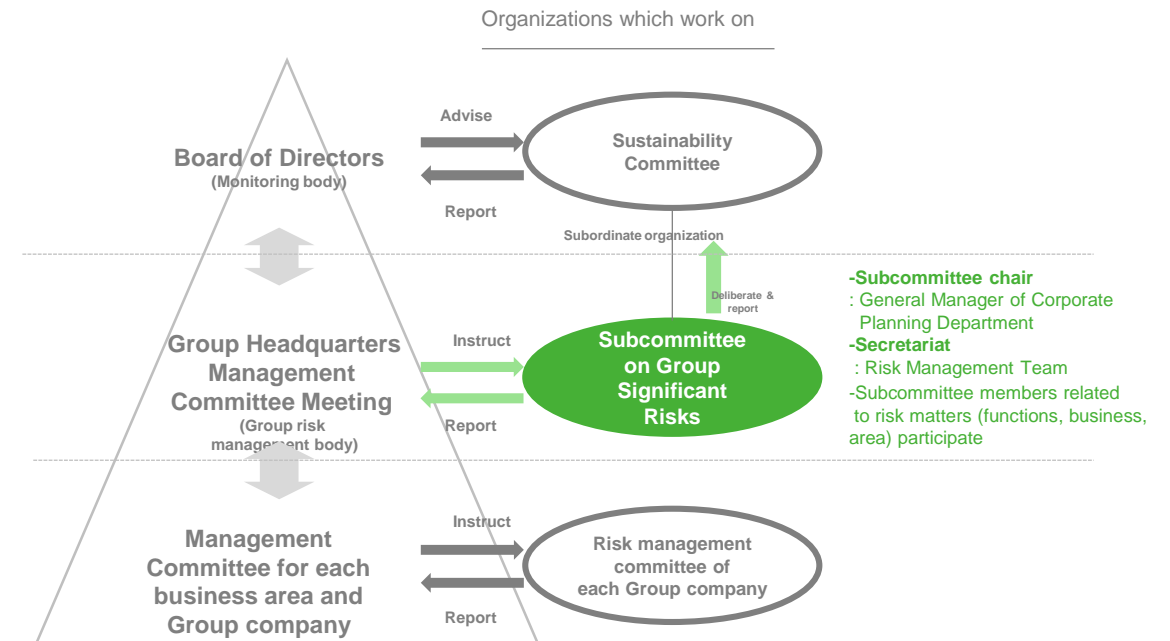 Organizations which work on
Advise
Sustainability
Committee
Board of Directors
(Monitoring body)
Report
Subordinate organization
Deliberate &
report
-Subcommittee chair
: General Manager of Corporate
Planning Department
-Secretariat
: Risk Management Team
-Subcommittee members related
to risk matters (functions, business,
area) participate
Group Headquarters
Management
Committee Meeting
(Group risk
management body)
Instruct
Report
Subcommittee
on Group
Significant
Risks
Management
Committee for each
business area and
Group company
Instruct
Report
Risk management
committee of
each Group company